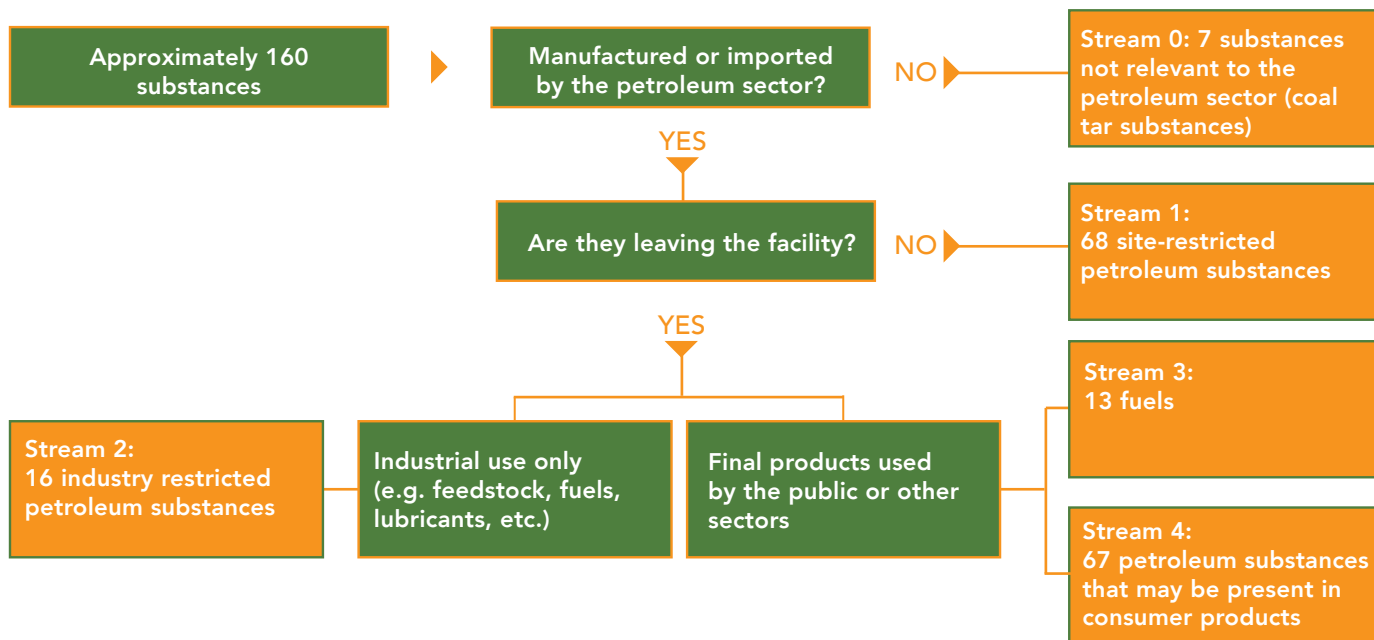 Approximately 160
substances
Manufactured or imported
by the petroleum sector?
NO
Stream 0: 7 substances
not relevant to the
petroleum sector (coal
tar substances)
YES
Are they leaving the facility?
NO
Stream 1:
68 site-restricted
petroleum substances
YES
Stream 2:
16 industry restricted
petroleum substances
Industrial use only
(e.g. feedstock, fuels,
lubricants, etc.)
Final products used
by the public or other
sectors
Stream 3:
13 fuels
Stream 4:
67 petroleum substances
that may be present in
consumer products